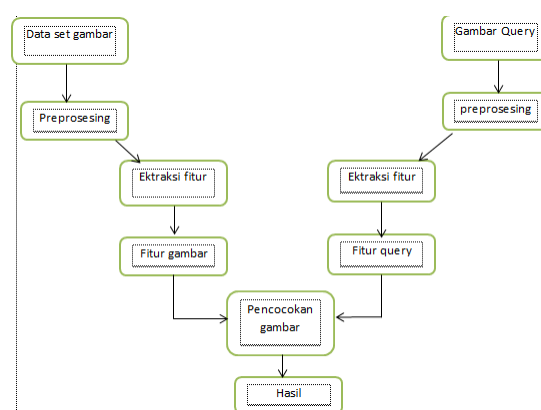 Data set gambar
Gambar Query
Preprosesing
preprosesing
Ektraksi fitur
Ektraksi fitur
Fitur gambar
Fitur query
Pencocokan
gambar
Hasil